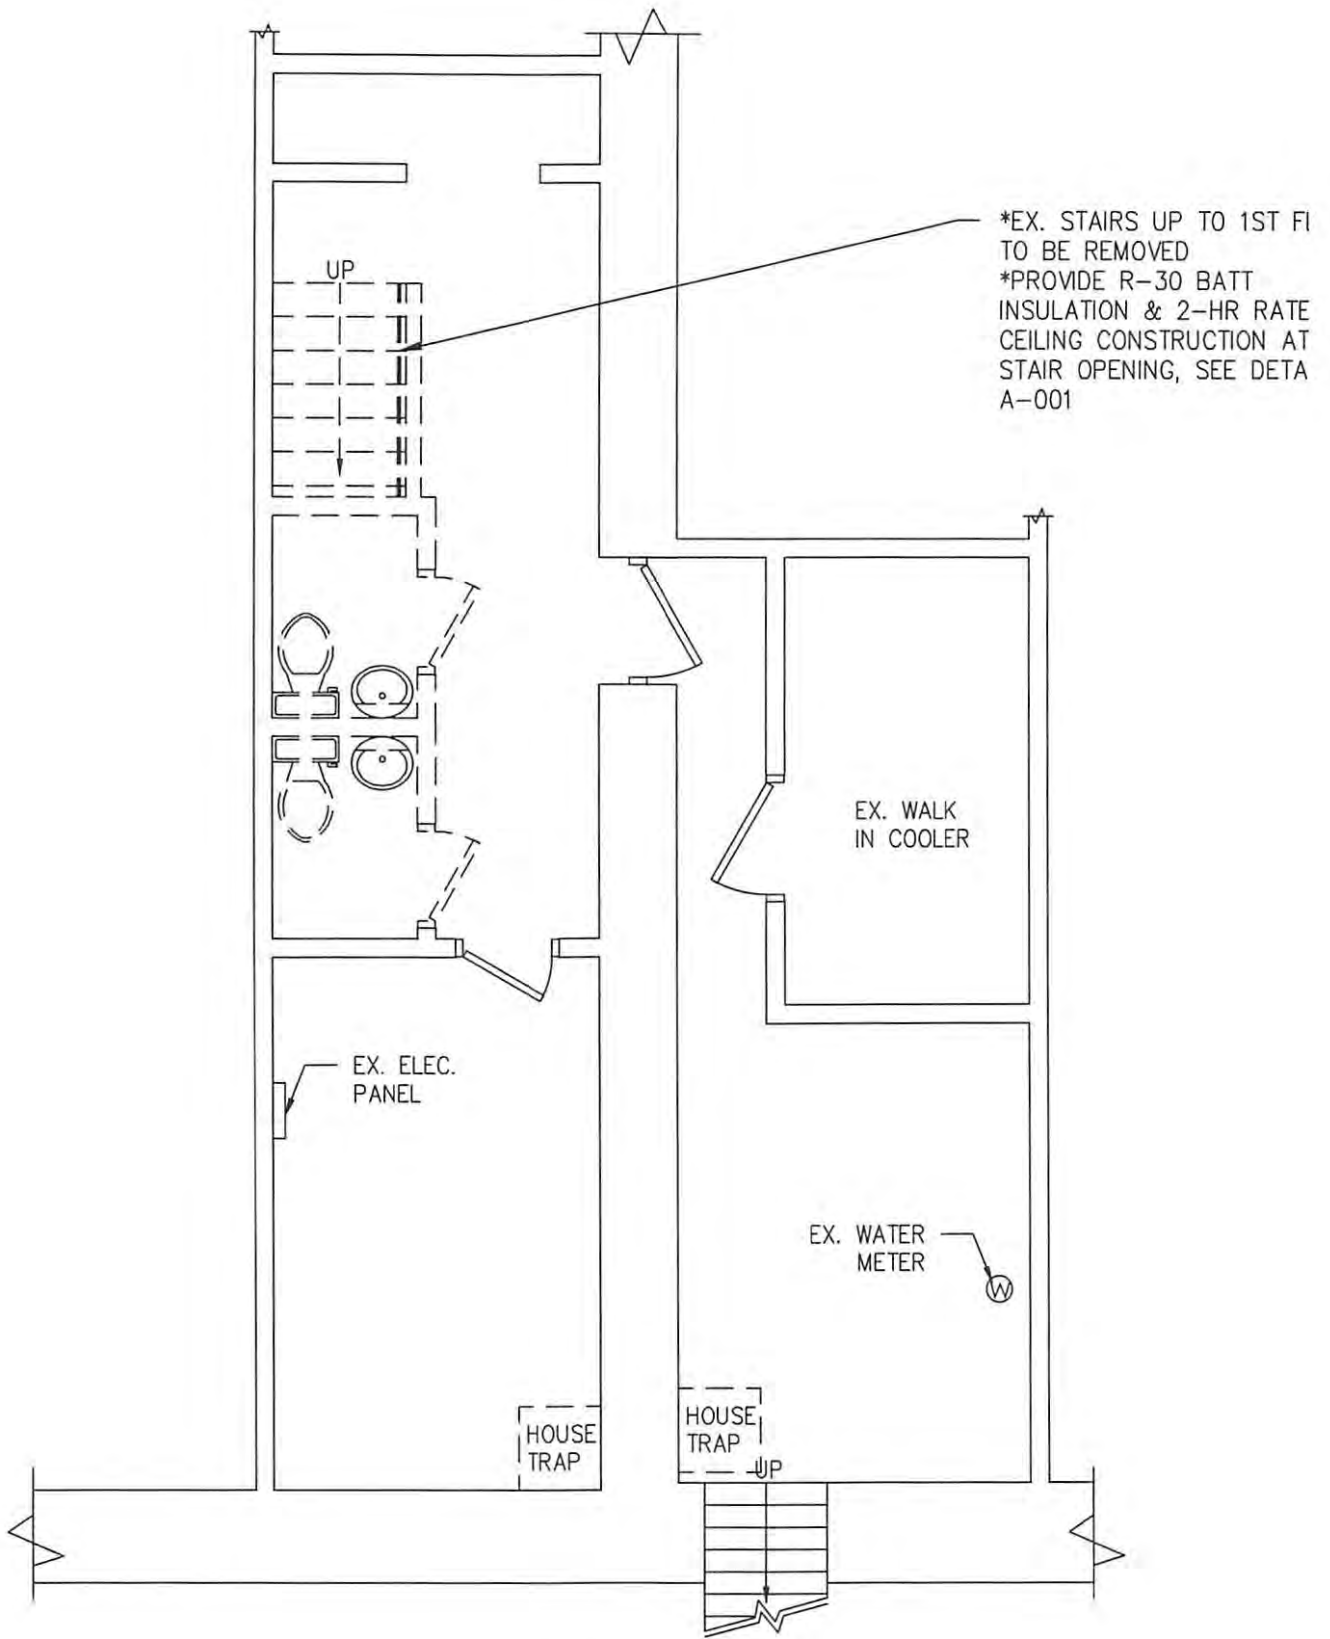 *EX. STAIRS UP TO 1ST
TO BE REMOVED
*PROVIDE R-30 BATT
INSULATION & 2-HR RATE
CEILING CONSTRUCTION AT
STAIR OPENING, SEE DETA
A-001
UP
EX. WALK
IN COOLER
EX. ELEC.
PANEL
EX. WATER
METER
W
HOUSE
TRAP
HOUSE
TRAP
UP